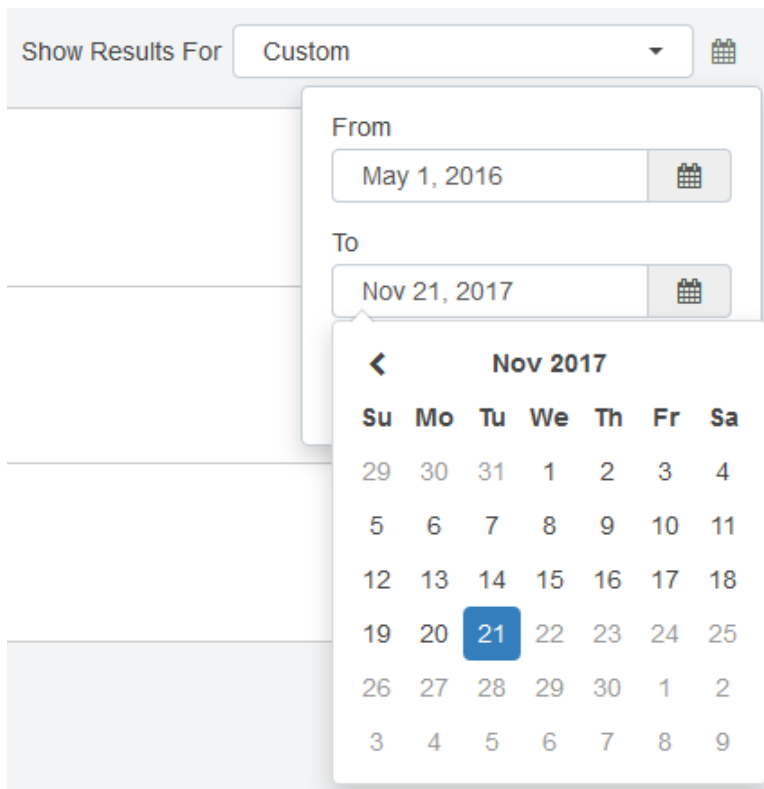 Show Results For Custom
From
May 1, 2016
To
Nov 21, 2017
Nov 2017
Su Mo Tu We Th Fr Sa
29 30 31 1 2 3 4
5 6 7 8 9 10 11
12 13 14 15 16 17 18
19 20 21 22 23 24 25
26 27 28 29 30 1 2
3 4 5 6 7 8 9